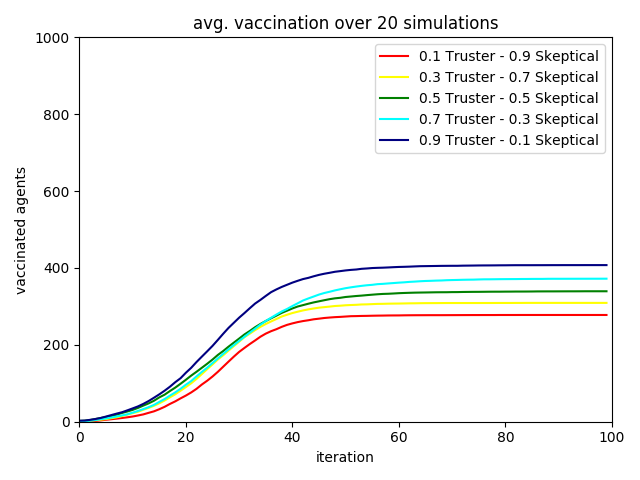 avg. vaccination over 20 simulations
1000
800
600
400
200
0
vaccinated agents
0.1 Truster - 0.9 Skeptical
0.3 Truster - 0.7 Skeptical
0.5 Truster - 0.5 Skeptical
0.7 Truster - 0.3 Skeptical
0.9 Truster - 0.1 Skeptical
0 20 40 60 80 100
iteration